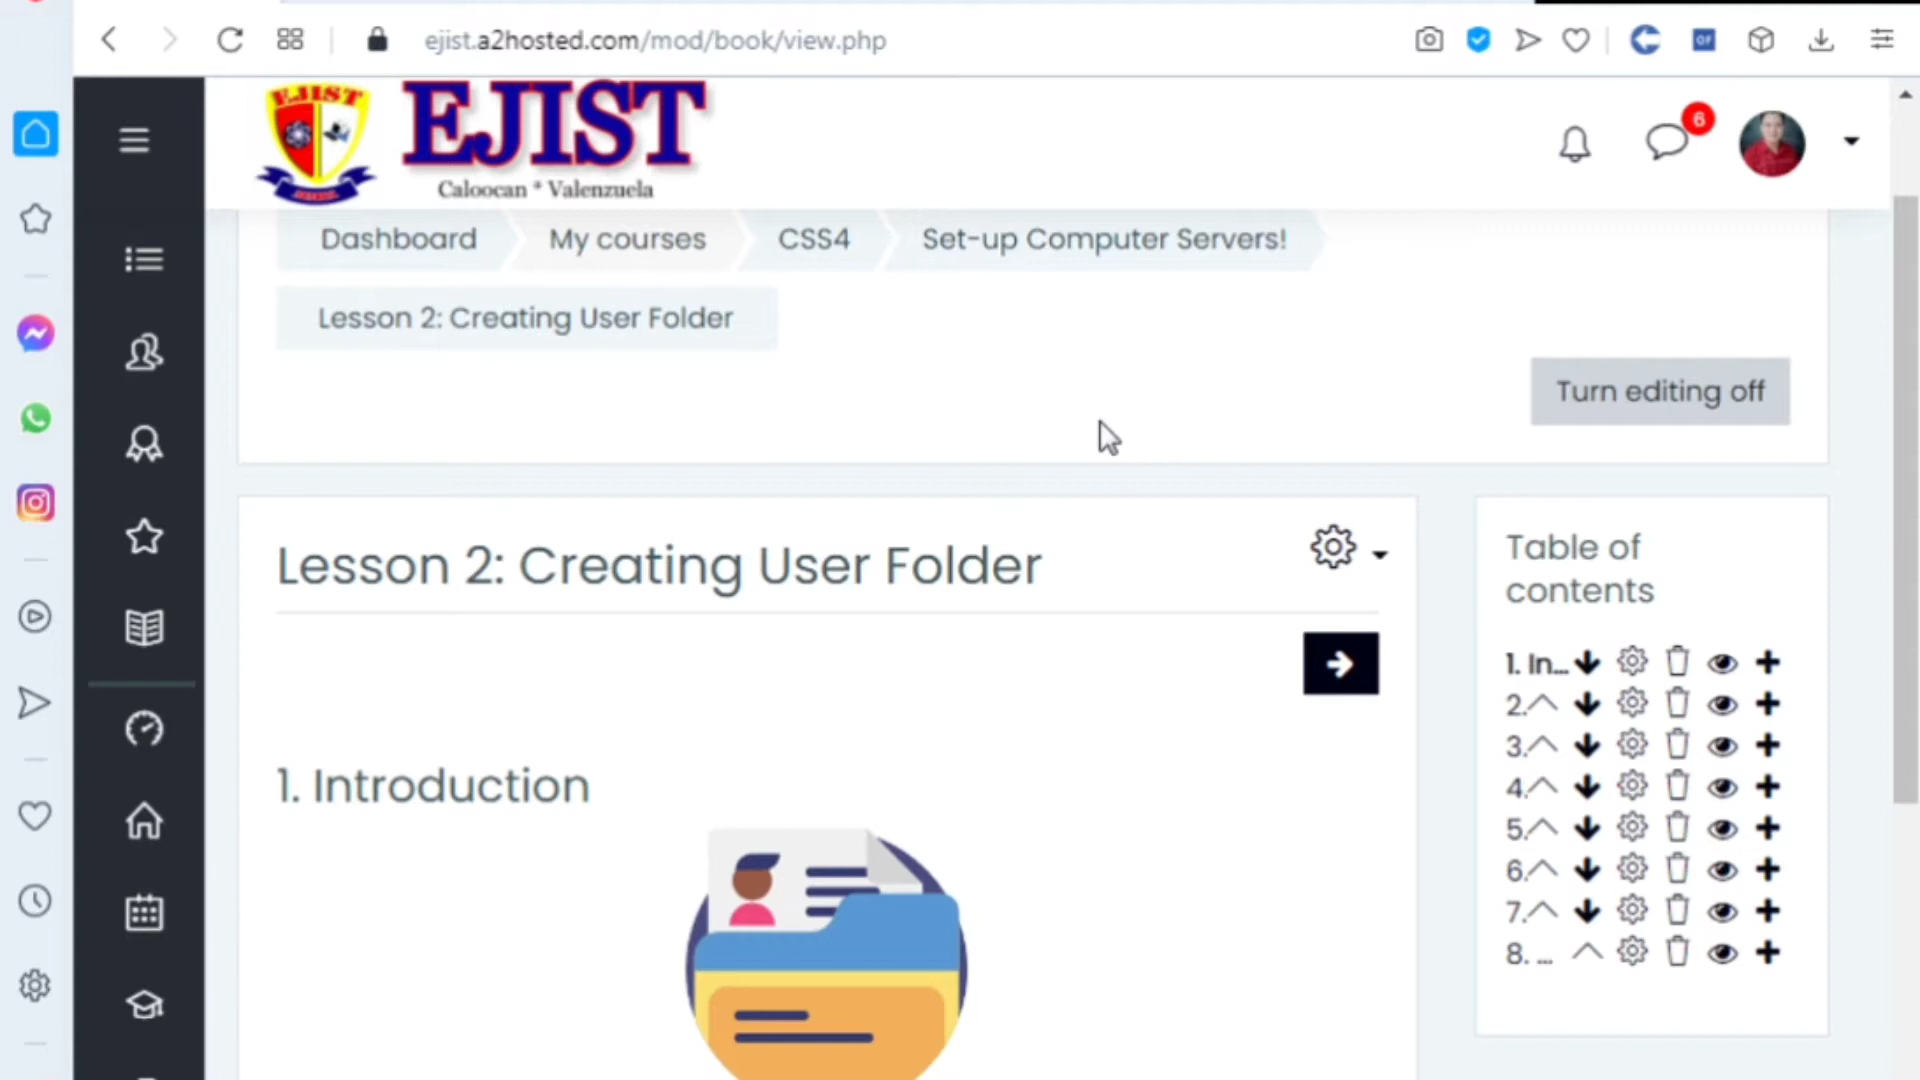 ejist.a2hosted.com/mod/book/view.php
OF
EJIST
EJIST
Caloocan * Valenzuela
6
Dashboard
My courses
CSS4
Set-up Computer Servers!
Lesson 2: Creating User Folder
Turn editing off
Lesson 2: Creating User Folder
1. Introduction
Table of
contents
1. In...
2.
3.
4.
5.
6.
7.
8. ...